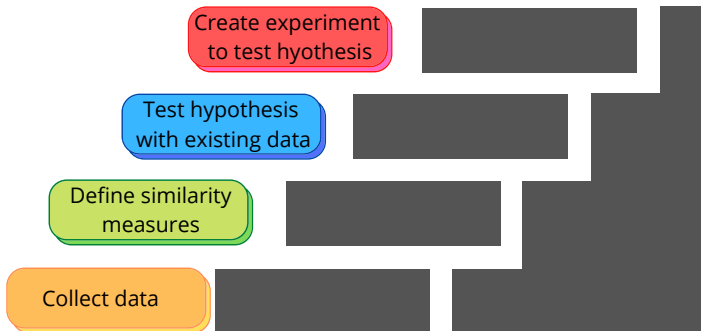 Create experiment
to test hyothesis
Test hypothesis
with existing data
Define similarity
measures
Collect data